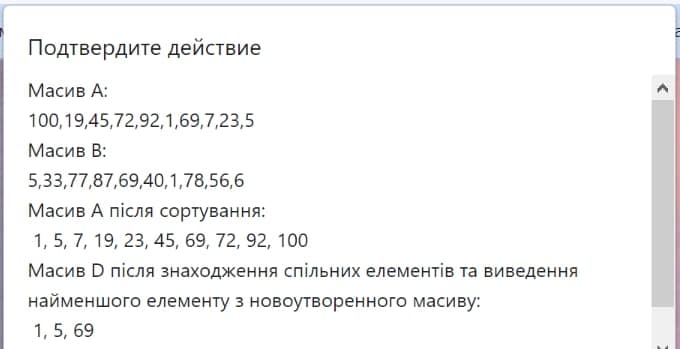 Подтвердите действие
Масив A:
100,19,45,72,92,1,69,7,23,5
Масив B:
5,33,77,87,69,40,1,78,56,6
Масив А після сортування:
1, 5, 7, 19, 23, 45, 69, 72, 92, 100
Масив D після знаходження спільних елементів та виведення
найменшого елементу з новоутворенного масиву:
1, 5, 69